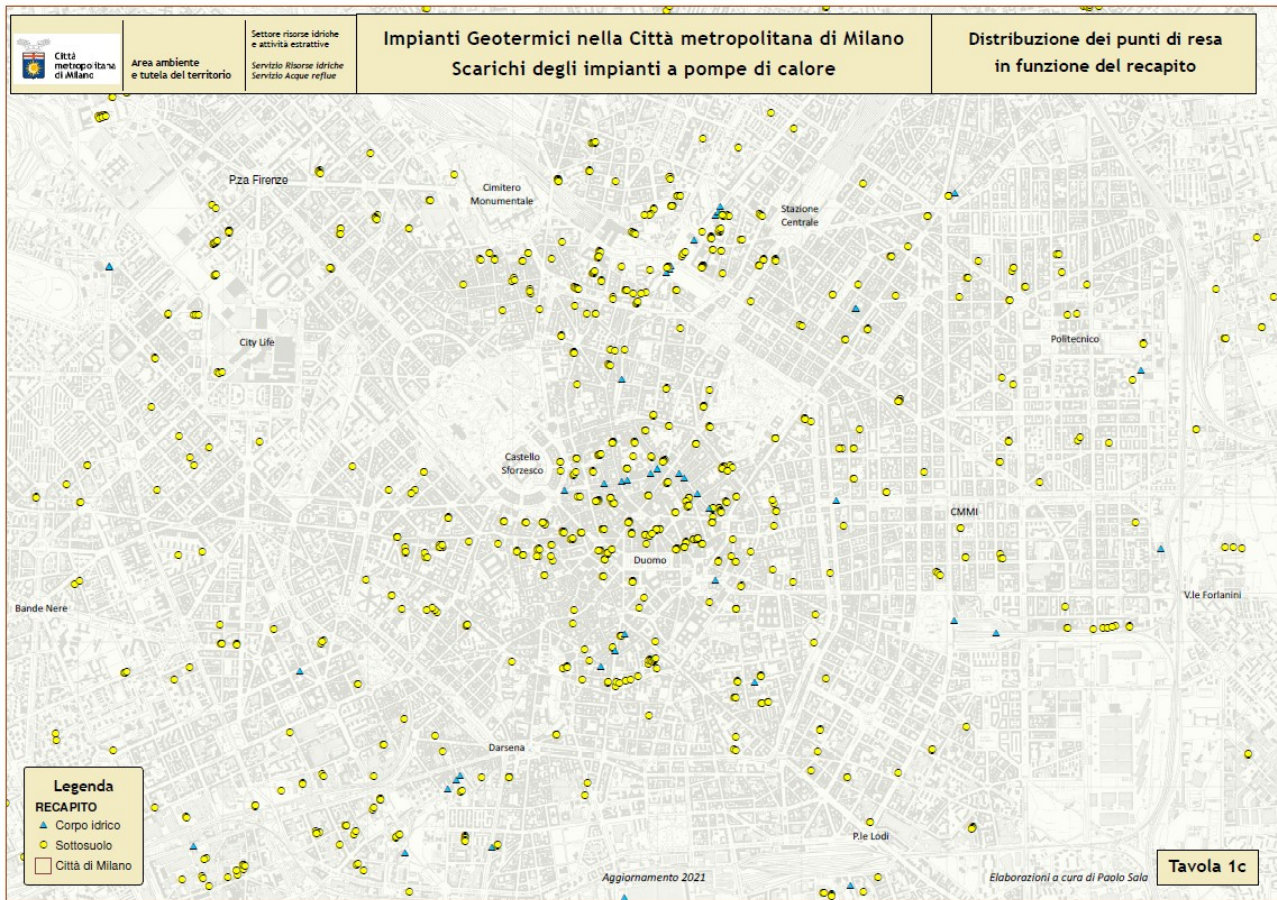 Città
metropolitana
di Milano
Area ambiente
e tutela del territorio
Settore risorse idriche
e attività estrattive
Servizio Risorse idriche
Servizio Acque reflue
Impianti Geotermici nella Città metropolitana di Milano
Scarichi degli impianti a pompe di calore
Distribuzione dei punti di resa
in funzione del recapito
P.za Firenze
Cimitero
Monumentale
Stazione
Centrale
City Life
Politecnico
Castello
Sforzesco
CMMI
Duomo
Bande Nere
V.le Forlanini
Darsena
P.le Lodi
Legenda
RECAPITO
Corpo idrico
Sottosuolo
Città di Milano
Aggiornamento 2021
Elaborazioni a cura di Paolo Sala
Tavola 1c